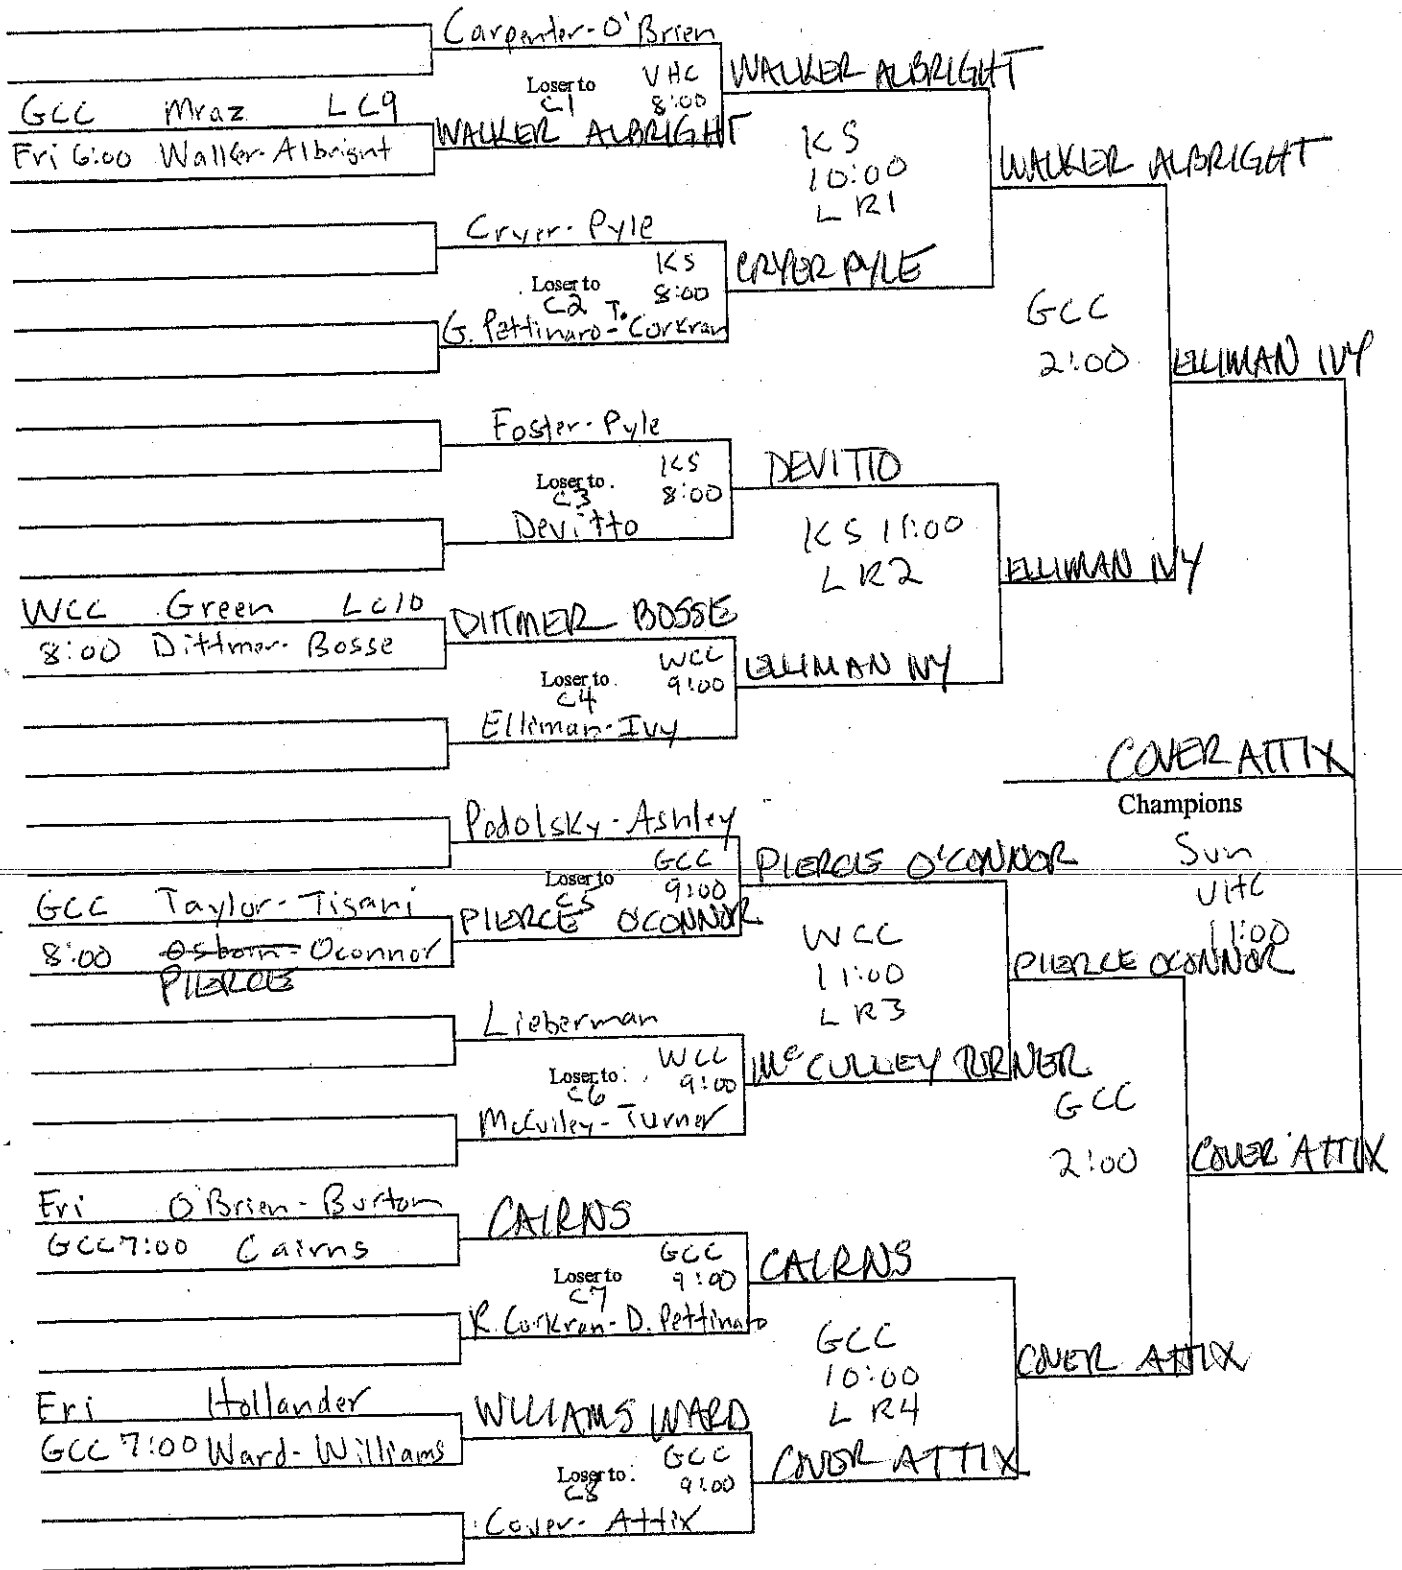 Carpenter-O'Brien
Loser to VHC
C1 8:00
WALKER ALBRIGHT
GCC Mraz LC9
Fri 6:00 Walker-Albright
WALKER ALBRIGHT
KS
10:00
L R1
WALKER ALBRIGHT
Cryer-Pyle
Loser to KS
C2 8:00
G. Pettinaro-T. Corkran
CRYER PYLE
GCC
2:00
ELLIMAN IVY
Foster-Pyle
Loser to KS
C3 8:00
Devitto
DEVITTO
KS 11:00
L R2
ELLIMAN IVY
WCC Green LC10
8:00 Dittmer-Bosse
DITTMER BOSSE
Loser to WCC
C4 9:00
Elliman-Ivy
ELLIMAN IVY
COVER ATTIX
Champions
Sun
VHC
11:00
Podolsky-Ashley
Loser to GCC
C5 9:00
PIERCE O'CONNOR
GCC Taylor-Tigani
8:00 Osborn-Oconnor
PIERCE
PIERCE OCONNOR
WCC
11:00
L R3
PIERCE OCONNOR
Lieberman
Loser to WCC
C6 9:00
McCulley-Turner
McCULLEY TURNER
GCC
2:00
COVER ATTIX
Fri O'Brien-Burton
GCC 7:00 Cairns
CAIRNS
Loser to GCC
C7 9:00
R. Corkran-D. Pettinaro
CAIRNS
GCC
10:00
L R4
COVER ATTIX
Fri Hollander
GCC 7:00 Ward-Williams
WILLIAMS WARD
Loser to GCC
C8 9:00
Cover-Attix
COVER ATTIX